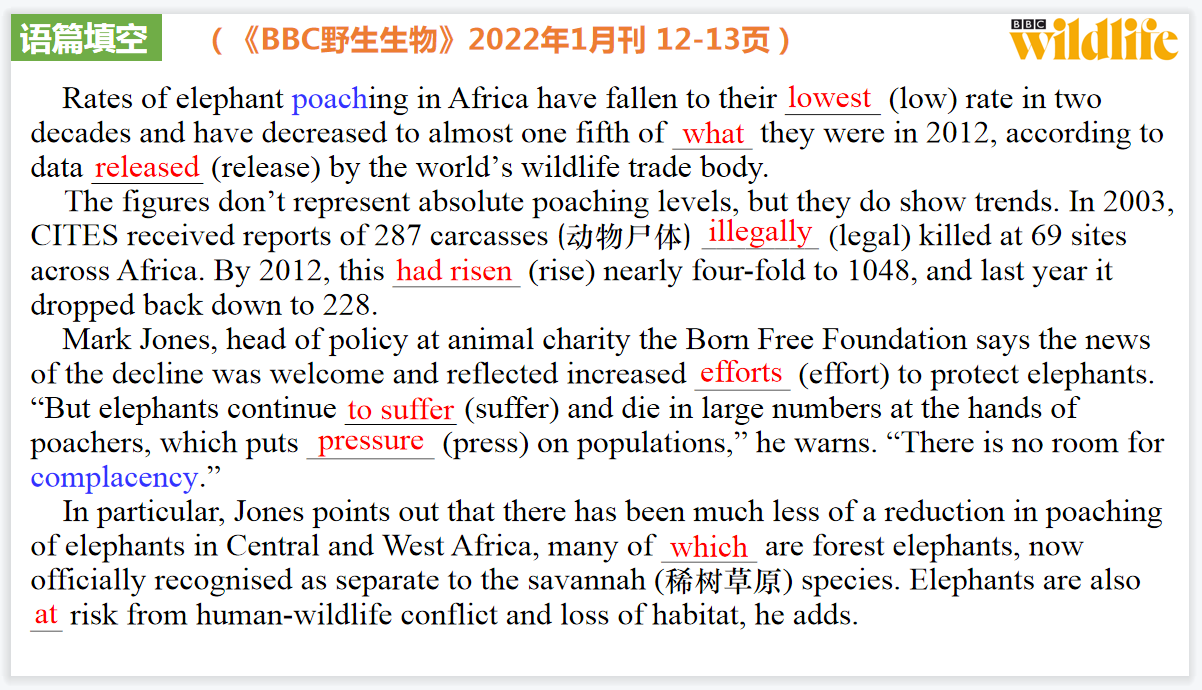 语篇填空 (《BBC野生生物》2022年1月刊 12-13页) BBC wildlife
Rates of elephant poaching in Africa have fallen to their lowest (low) rate in two
decades and have decreased to almost one fifth of what they were in 2012, according to
data released (release) by the world's wildlife trade body.
The figures don't represent absolute poaching levels, but they do show trends. In 2003,
CITES received reports of 287 carcasses (动物尸体) illegally (legal) killed at 69 sites
across Africa. By 2012, this had risen (rise) nearly four-fold to 1048, and last year it
dropped back down to 228.
Mark Jones, head of policy at animal charity the Born Free Foundation says the news
of the decline was welcome and reflected increased efforts (effort) to protect elephants.
“But elephants continue to suffer (suffer) and die in large numbers at the hands of
poachers, which puts pressure (press) on populations,” he warns. “There is no room for
complacency.”
In particular, Jones points out that there has been much less of a reduction in poaching
of elephants in Central and West Africa, many of which are forest elephants, now
officially recognised as separate to the savannah (稀树草原) species. Elephants are also
at risk from human-wildlife conflict and loss of habitat, he adds.